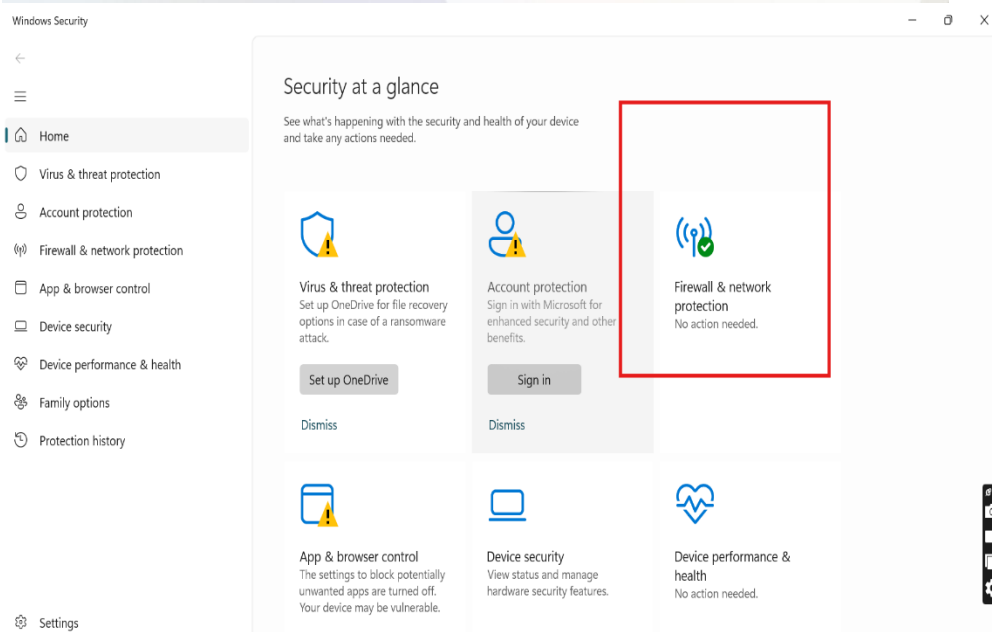 Windows Security
Security at a glance
See what's happening with the security and health of your device
and take any actions needed.
Home
Virus & threat protection
Account protection
Firewall & network protection
App & browser control
Device security
Device performance & health
Family options
Protection history
Settings
Virus & threat protection
Set up OneDrive for file recovery
options in case of a ransomware
attack.
Set up OneDrive
Dismiss
Account protection
Sign in with Microsoft for
enhanced security and other
benefits.
Sign in
Dismiss
Firewall & network
protection
No action needed.
App & browser control
The settings to block potentially
unwanted apps are turned off.
Your device may be vulnerable.
Device security
View status and manage
hardware security features.
Device performance &
health
No action needed.